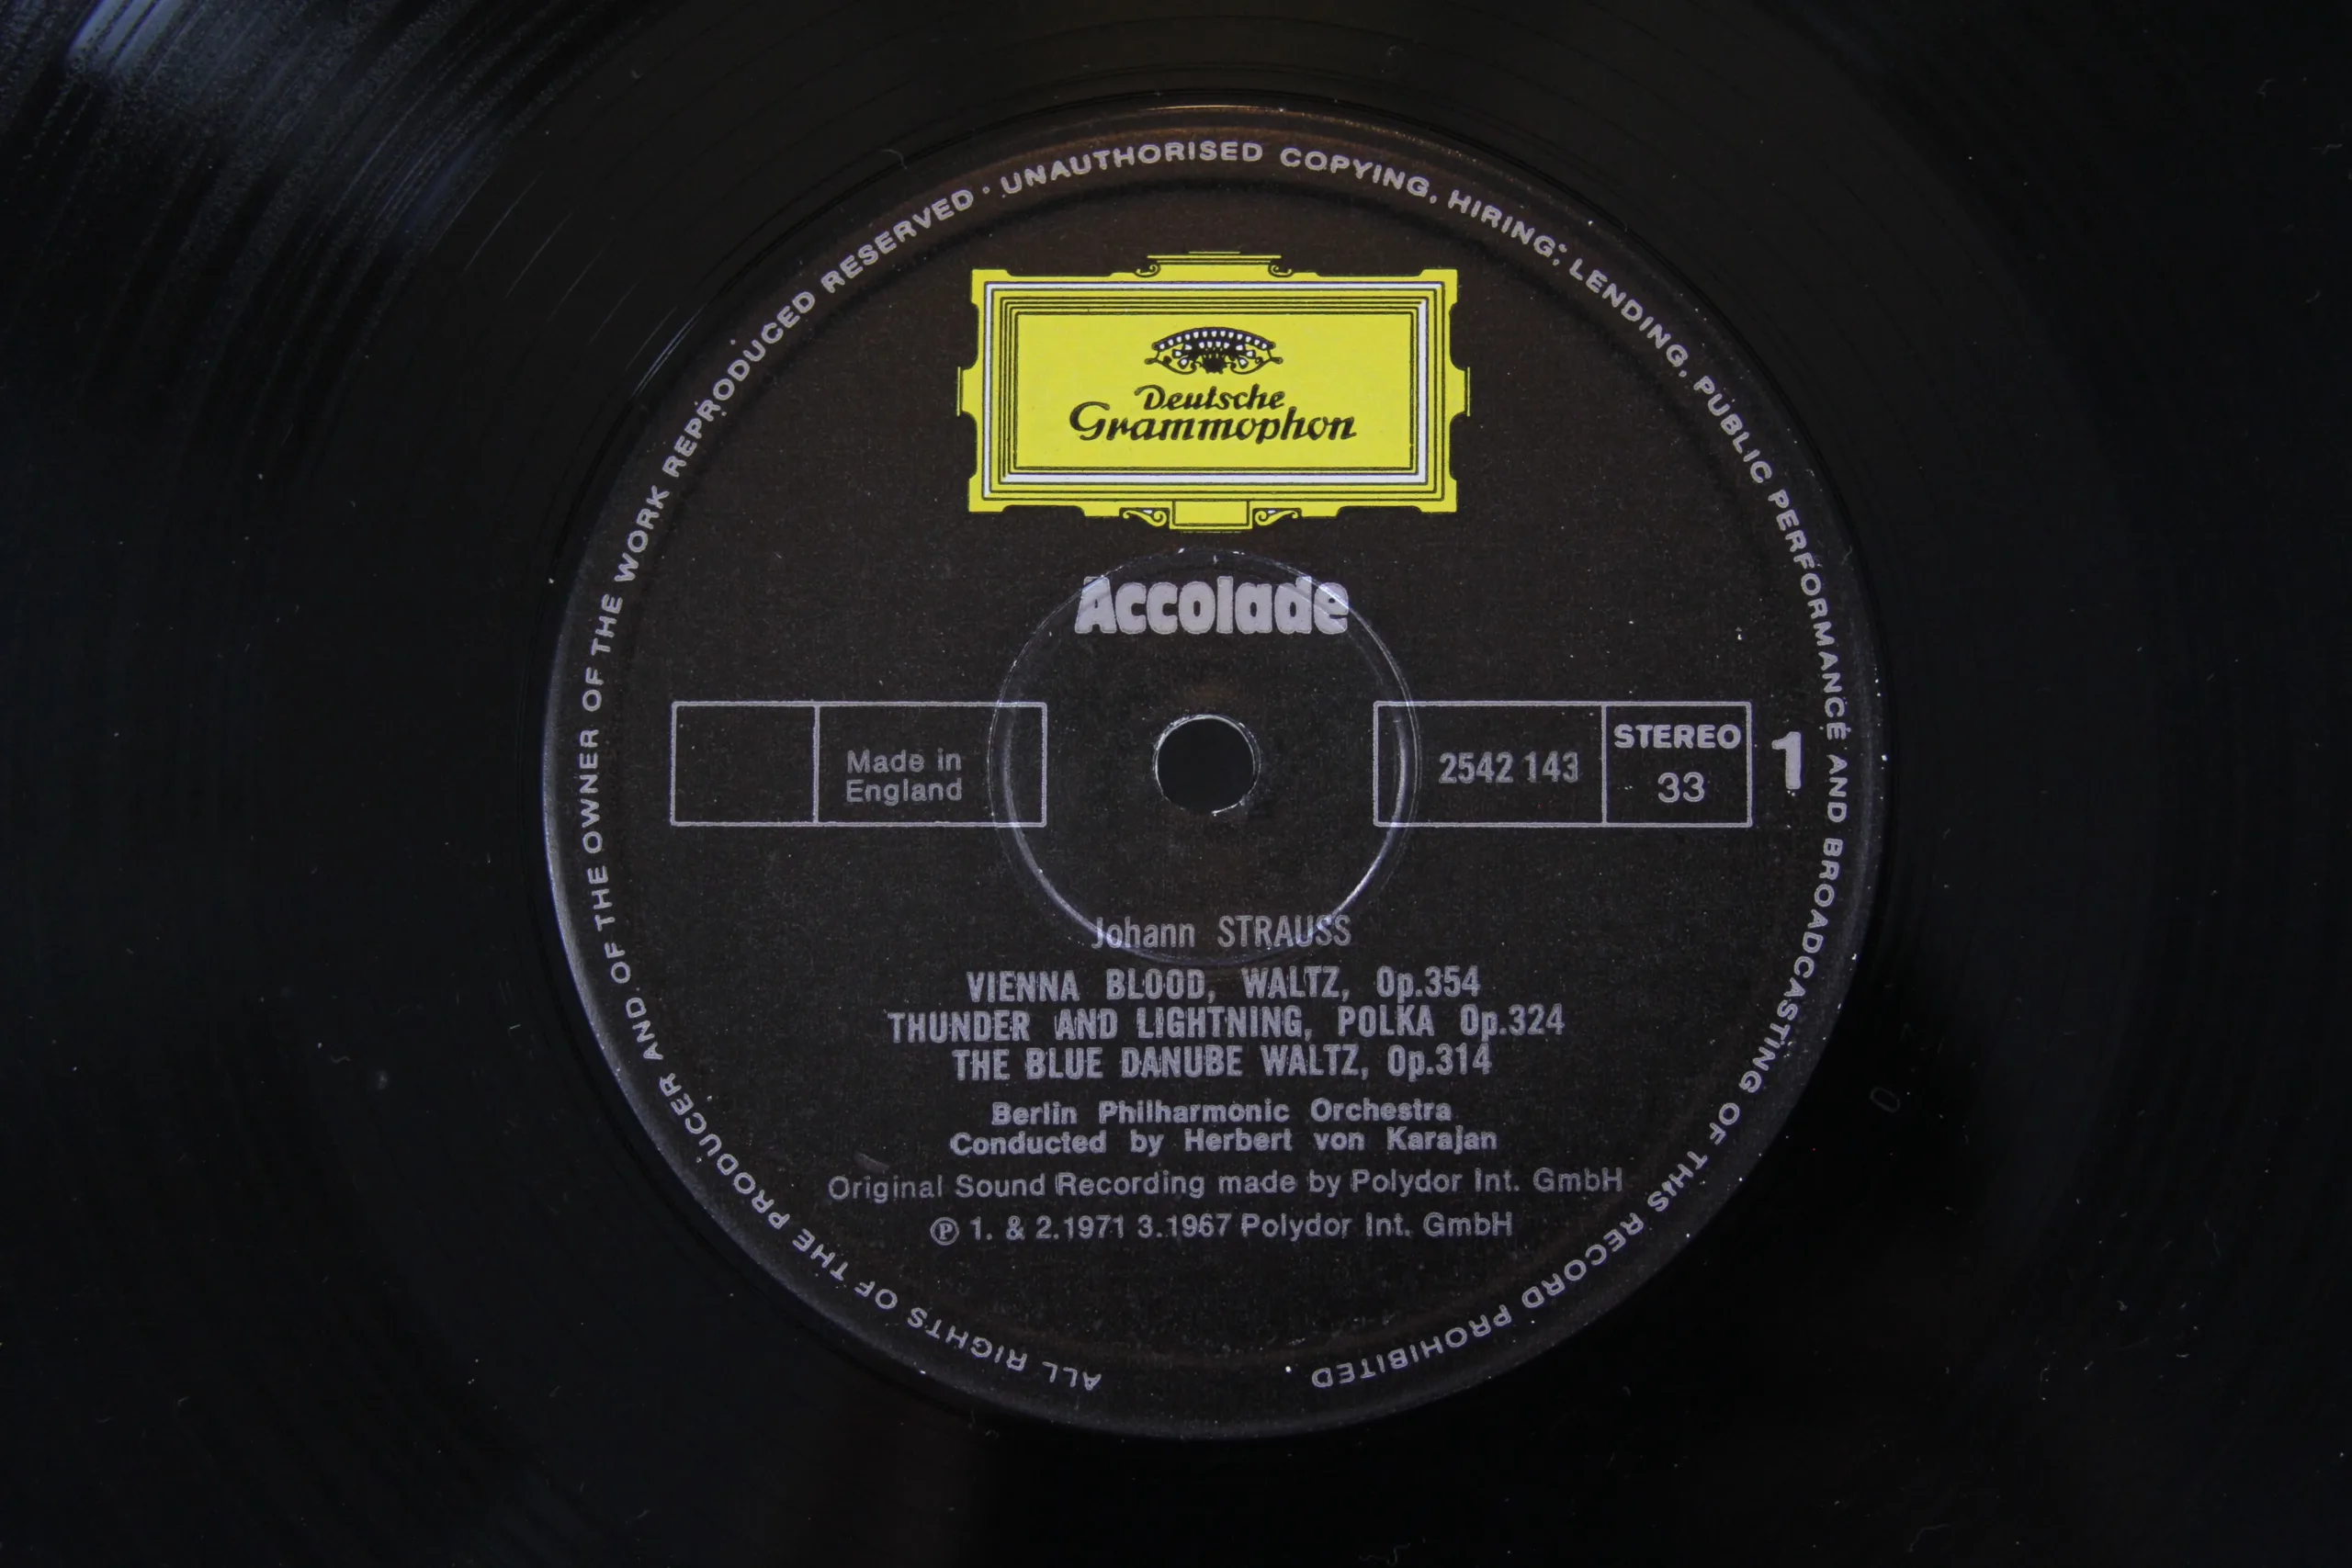 ALL RIGHTS OF THE PRODUCER AND OF THE OWNER OF THE WORK REPRODUCED RESERVED · UNAUTHORISED COPYING, HIRING, LENDING, PUBLIC PERFORMANCE AND BROADCASTING OF THIS RECORD PROHIBITED
Deutsche
Grammophon
Accolade
Made in
England
2542 143
STEREO
33
1
Johann STRAUSS
VIENNA BLOOD, WALTZ, Op.354
THUNDER AND LIGHTNING, POLKA Op.324
THE BLUE DANUBE WALTZ, Op.314
Berlin Philharmonic Orchestra
Conducted by Herbert von Karajan
Original Sound Recording made by Polydor Int. GmbH
Ⓟ 1. & 2.1971 3.1967 Polydor Int. GmbH